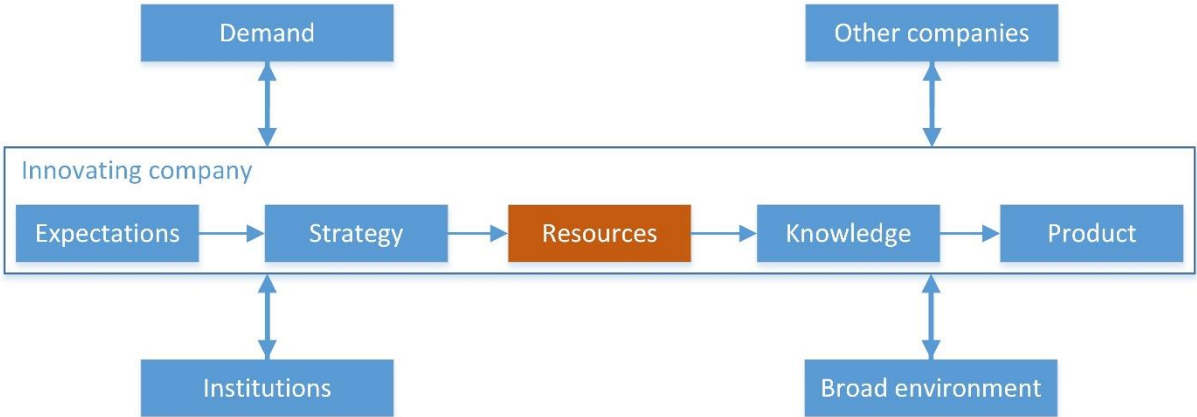 Demand
Other companies
Innovating company
Expectations
Strategy
Resources
Knowledge
Product
Institutions
Broad environment